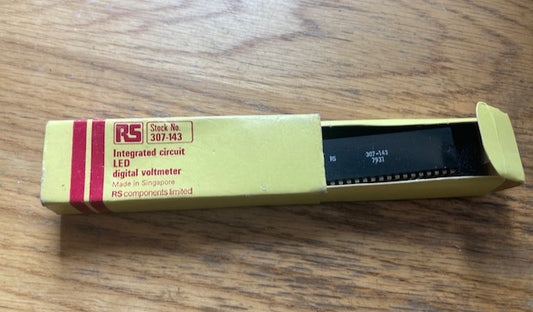 RS Stock No.
307-143
Integrated circuit
LED
digital voltmeter
Made in Singapore
RS components limited
RS 307-143
7931